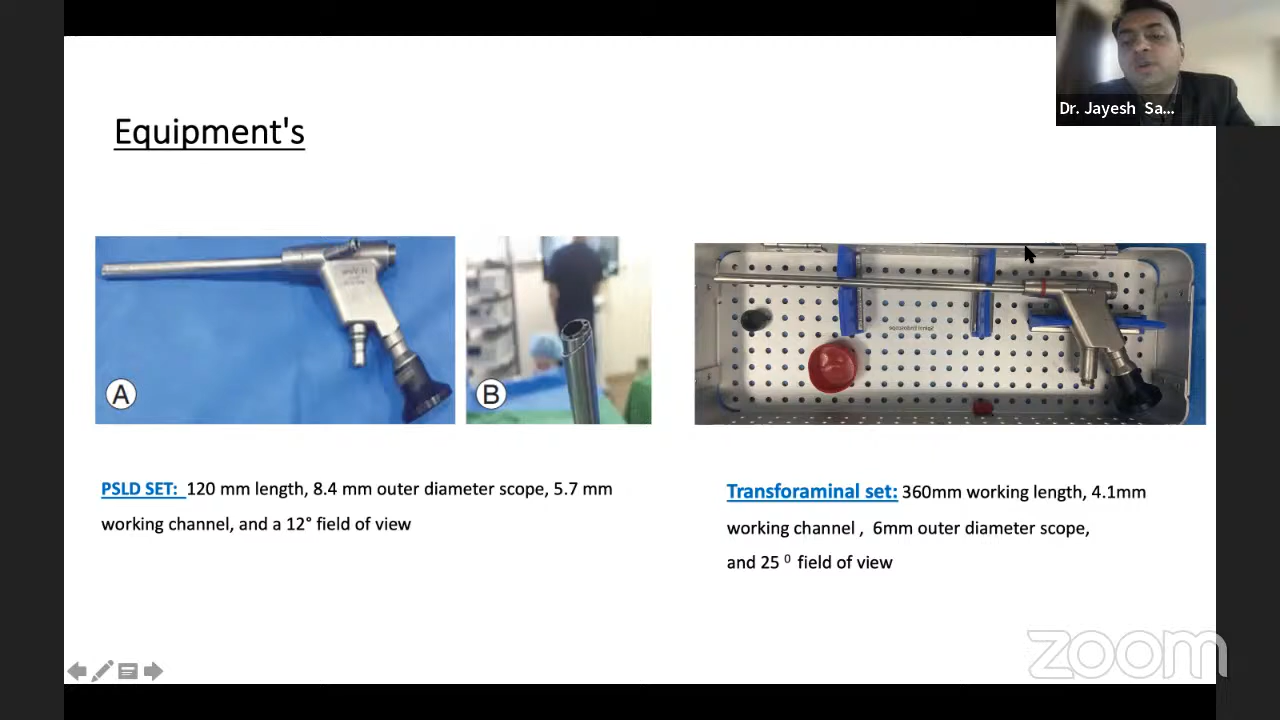 Dr. Jayesh Sa...
Equipment's
A
B
PSLD SET: 120 mm length, 8.4 mm outer diameter scope, 5.7 mm
working channel, and a 12° field of view
Transforaminal set: 360mm working length, 4.1mm
working channel , 6mm outer diameter scope,
and 25 ⁰ field of view
zoom